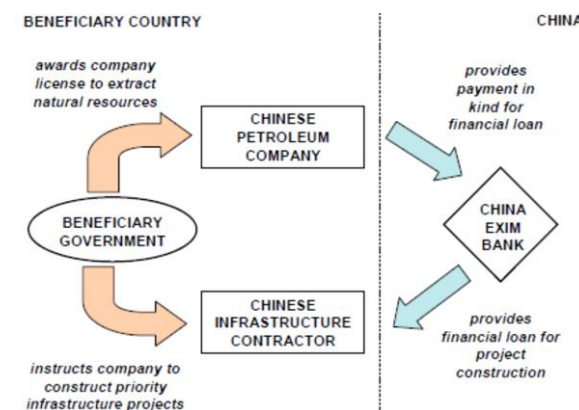 BENEFICIARY COUNTRY
CHINA
awards company
license to extract
natural resources
provides
payment in
kind for
financial loan
CHINESE
PETROLEUM
COMPANY
BENEFICIARY
GOVERNMENT
CHINA
EXIM
BANK
CHINESE
INFRASTRUCTURE
CONTRACTOR
instructs company to
construct priority
infrastructure projects
provides
financial loan for
project
construction